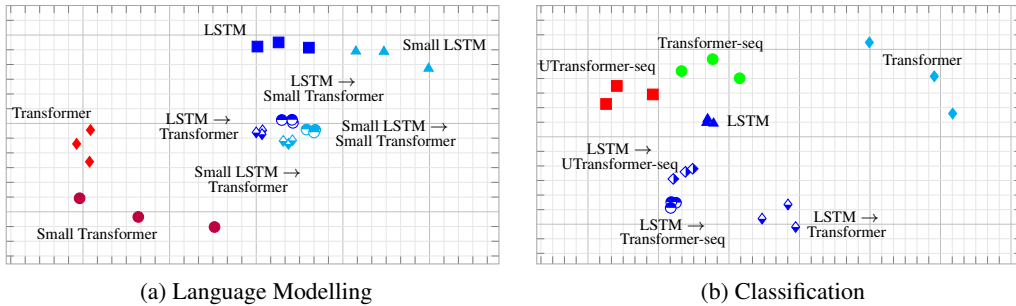 LSTM
Small LSTM
LSTM →
Small Transformer
Transformer
LSTM →
Transformer
Small LSTM →
Small Transformer
Small LSTM →
Transformer
Small Transformer
(a) Language Modelling
Transformer-seq
Transformer
UTransformer-seq
LSTM
LSTM →
UTransformer-seq
LSTM →
Transformer-seq
LSTM →
Transformer
(b) Classification